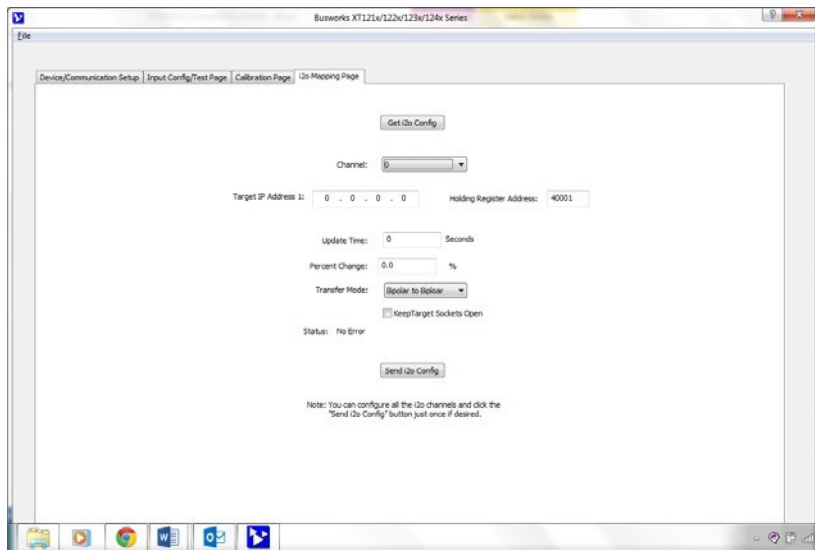 Busworks XT121x/122x/123x/124x Series
File
Device/Communication Setup Input Config/Test Page Calibration Page i2o Mapping Page
Get i2o Config
Channel: 0
Target IP Address 1: 0 . 0 . 0 . 0 Holding Register Address: 40001
Update Time: 0 Seconds
Percent Change: 0.0 %
Transfer Mode: Bipolar to Biploar
KeepTarget Sockets Open
Status: No Error
Send i2o Config
Note: You can configure all the i2o channels and click the
"Send i2o Config" button just once if desired.